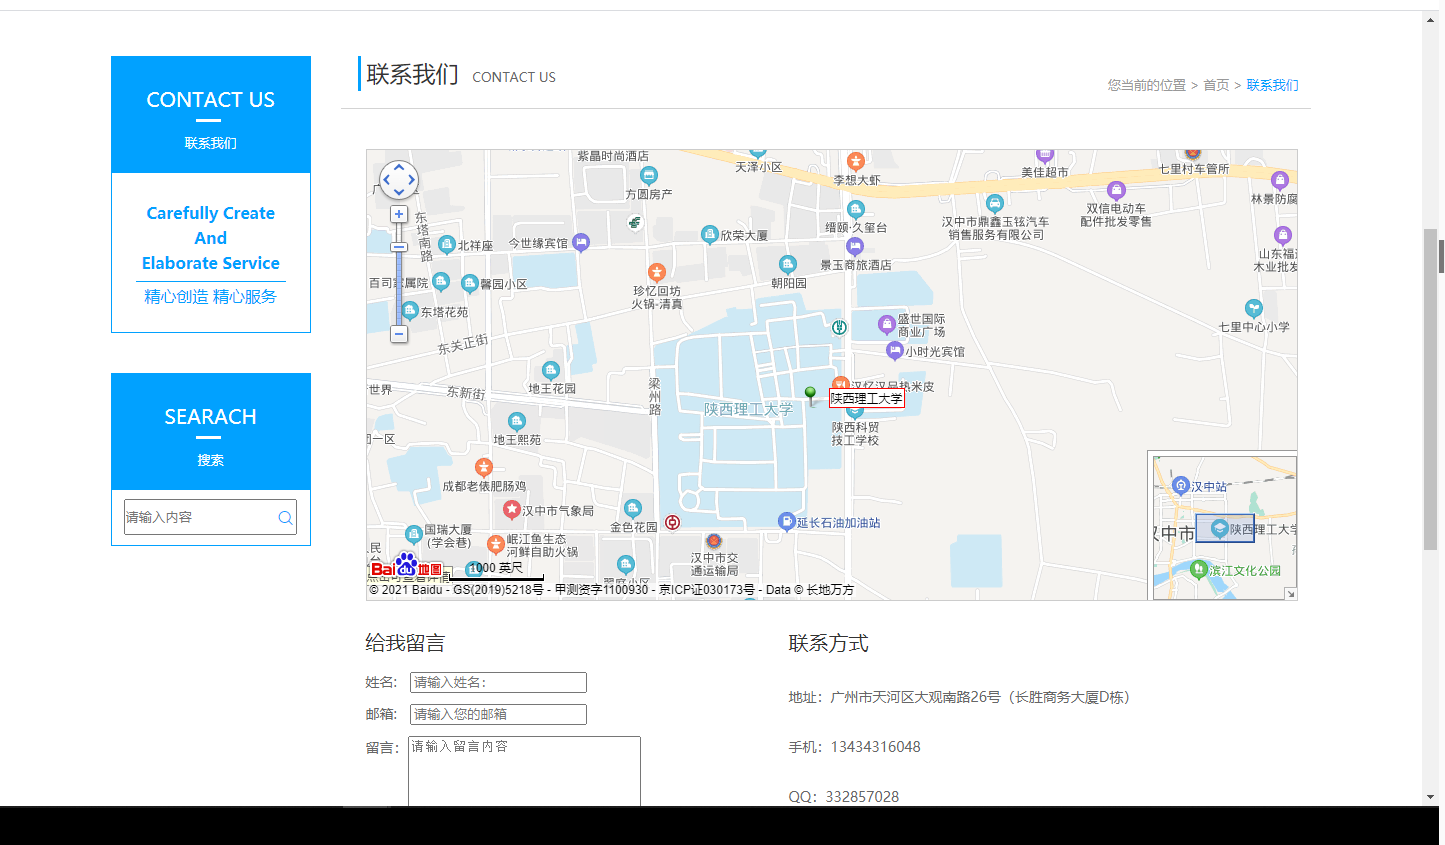 CONTACT US
联系我们
Carefully Create
And
Elaborate Service
精心创造 精心服务
SEARACH
搜索
请输入内容
联系我们 CONTACT US
您当前的位置 > 首页 > 联系我们
紫晶时尚酒店
天泽小区
李想大虾
美佳超市
七里村车管所
方圆房产
双信电动车
配件批发零售
林景防腐
东塔南路
北祥座
今世缘宾馆
欣荣大厦
缙颐·久玺台
汉中市鼎鑫玉铉汽车
销售服务有限公司
景玉商旅酒店
山东福
木业批发
百司
属院
馨园小区
珍忆回坊
火锅-清真
朝阳园
东塔花苑
盛世国际
商业广场
七里中心小学
东关正街
小时光宾馆
世界
东新街
地王花园
梁州路
汉忆汉品热米皮
陕西理工大学
陕西理工大学
陕西科贸
技工学校
团一区
地王熙苑
成都老俵肥肠鸡
汉中市气象局
金色花园
延长石油加油站
国瑞大厦
(学会巷)
岷江鱼生态
河鲜自助火锅
汉中市交
通运输局
汉中站
汉中市
陕西理工大学
滨江文化公园
Bai du 地图
1000 英尺
© 2021 Baidu - GS(2019)5218号 - 甲测资字1100930 - 京ICP证030173号 - Data © 长地万方
给我留言
姓名: 请输入姓名:
邮箱: 请输入您的邮箱
留言: 请输入留言内容
联系方式
地址：广州市天河区大观南路26号（长胜商务大厦D栋）
手机：13434316048
QQ：332857028